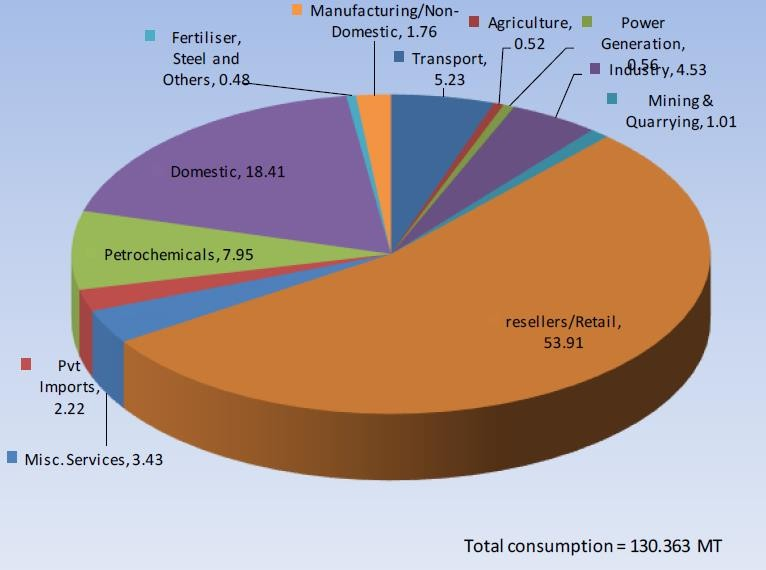 Manufacturing/Non-
Domestic, 1.76
Agriculture,
0.52
Power
Generation,
0.56
Fertiliser,
Steel and
Others, 0.48
Transport,
5.23
Industry, 4.53
Mining &
Quarrying, 1.01
Domestic, 18.41
Petrochemicals, 7.95
resellers/Retail,
53.91
Pvt
Imports,
2.22
Misc. Services, 3.43
Total consumption = 130.363 MT